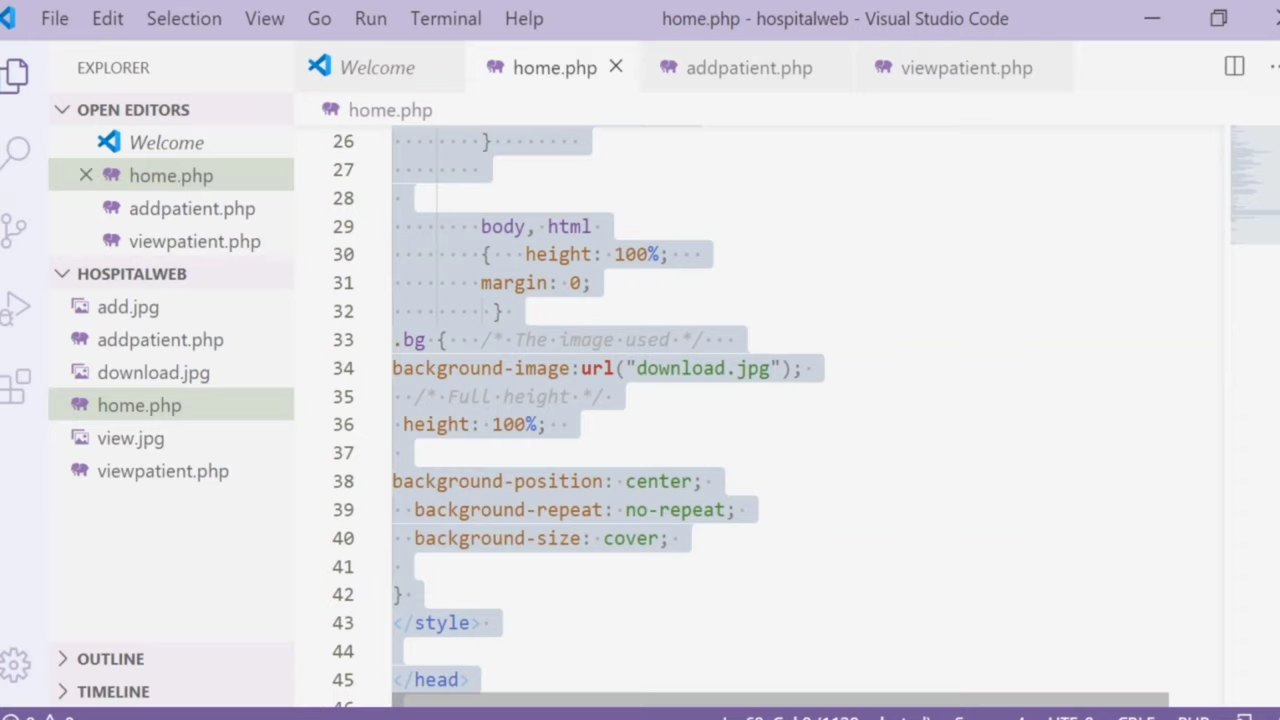 File Edit Selection View Go Run Terminal Help home.php - hospitalweb - Visual Studio Code
EXPLORER
Welcome home.php addpatient.php viewpatient.php
OPEN EDITORS
Welcome
home.php
addpatient.php
viewpatient.php
HOSPITALWEB
add.jpg
addpatient.php
download.jpg
home.php
view.jpg
viewpatient.php
OUTLINE
TIMELINE
home.php
26 }
27
28
29 body, html
30 { height: 100%;
31 margin: 0;
32 }
33 .bg { /* The image used */
34 background-image:url("download.jpg");
35 /* Full height */
36 height: 100%;
37
38 background-position: center;
39 background-repeat: no-repeat;
40 background-size: cover;
41
42 }
43 </style>
44
45 </head>